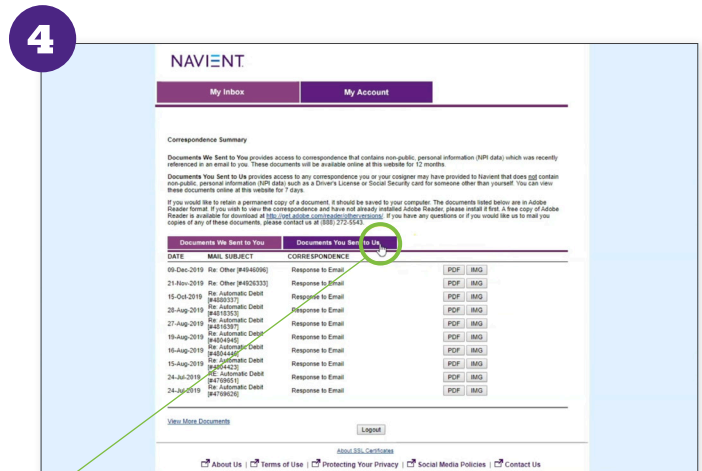 4
NAVIENT
My Inbox My Account
Correspondence Summary
Documents We Sent to You provides access to correspondence that contains non-public, personal information (NPI data) which was recently
referenced in an email to you. These documents will be available online at this website for 12 months.
Documents You Sent to Us provides access to any correspondence you or your cosigner may have provided to Navient that does not contain
non-public, personal information (NPI data) such as a Driver's License or Social Security card for someone other than yourself. You can view
these documents online at this website for 7 days.
If you would like to retain a permanent copy of a document, it should be saved to your computer. The documents listed below are in Adobe
Reader format. If you wish to view the correspondence and have not already installed Adobe Reader, please install it first. A free copy of Adobe
Reader is available for download at http://get.adobe.com/reader/otherversions/. If you have any questions or if you would like us to mail you
copies of any of these documents, please contact us at (888) 272-5543.
Documents We Sent to You Documents You Sent to Us
DATE MAIL SUBJECT CORRESPONDENCE
09-Dec-2019 Re: Other [#4946096] Response to Email PDF IMG
21-Nov-2019 Re: Other [#4926333] Response to Email PDF IMG
15-Oct-2019 Re: Automatic Debit [#4880337] Response to Email PDF IMG
28-Aug-2019 Re: Automatic Debit [#4818353] Response to Email PDF IMG
27-Aug-2019 Re: Automatic Debit [#4816397] Response to Email PDF IMG
19-Aug-2019 Re: Automatic Debit [#4804945] Response to Email PDF IMG
16-Aug-2019 Re: Automatic Debit Response to Email PDF IMG
15-Aug-2019 Re: Automatic Debit [#4804423] Response to Email PDF IMG
24-Jul-2019 RE: Automatic Debit [#4769851] Response to Email PDF IMG
24-Jul-2019 Re: Automatic Debit [#4769626] Response to Email PDF IMG
View More Documents
Logout
About SSL Certificates
About Us | Terms of Use | Protecting Your Privacy | Social Media Policies | Contact Us